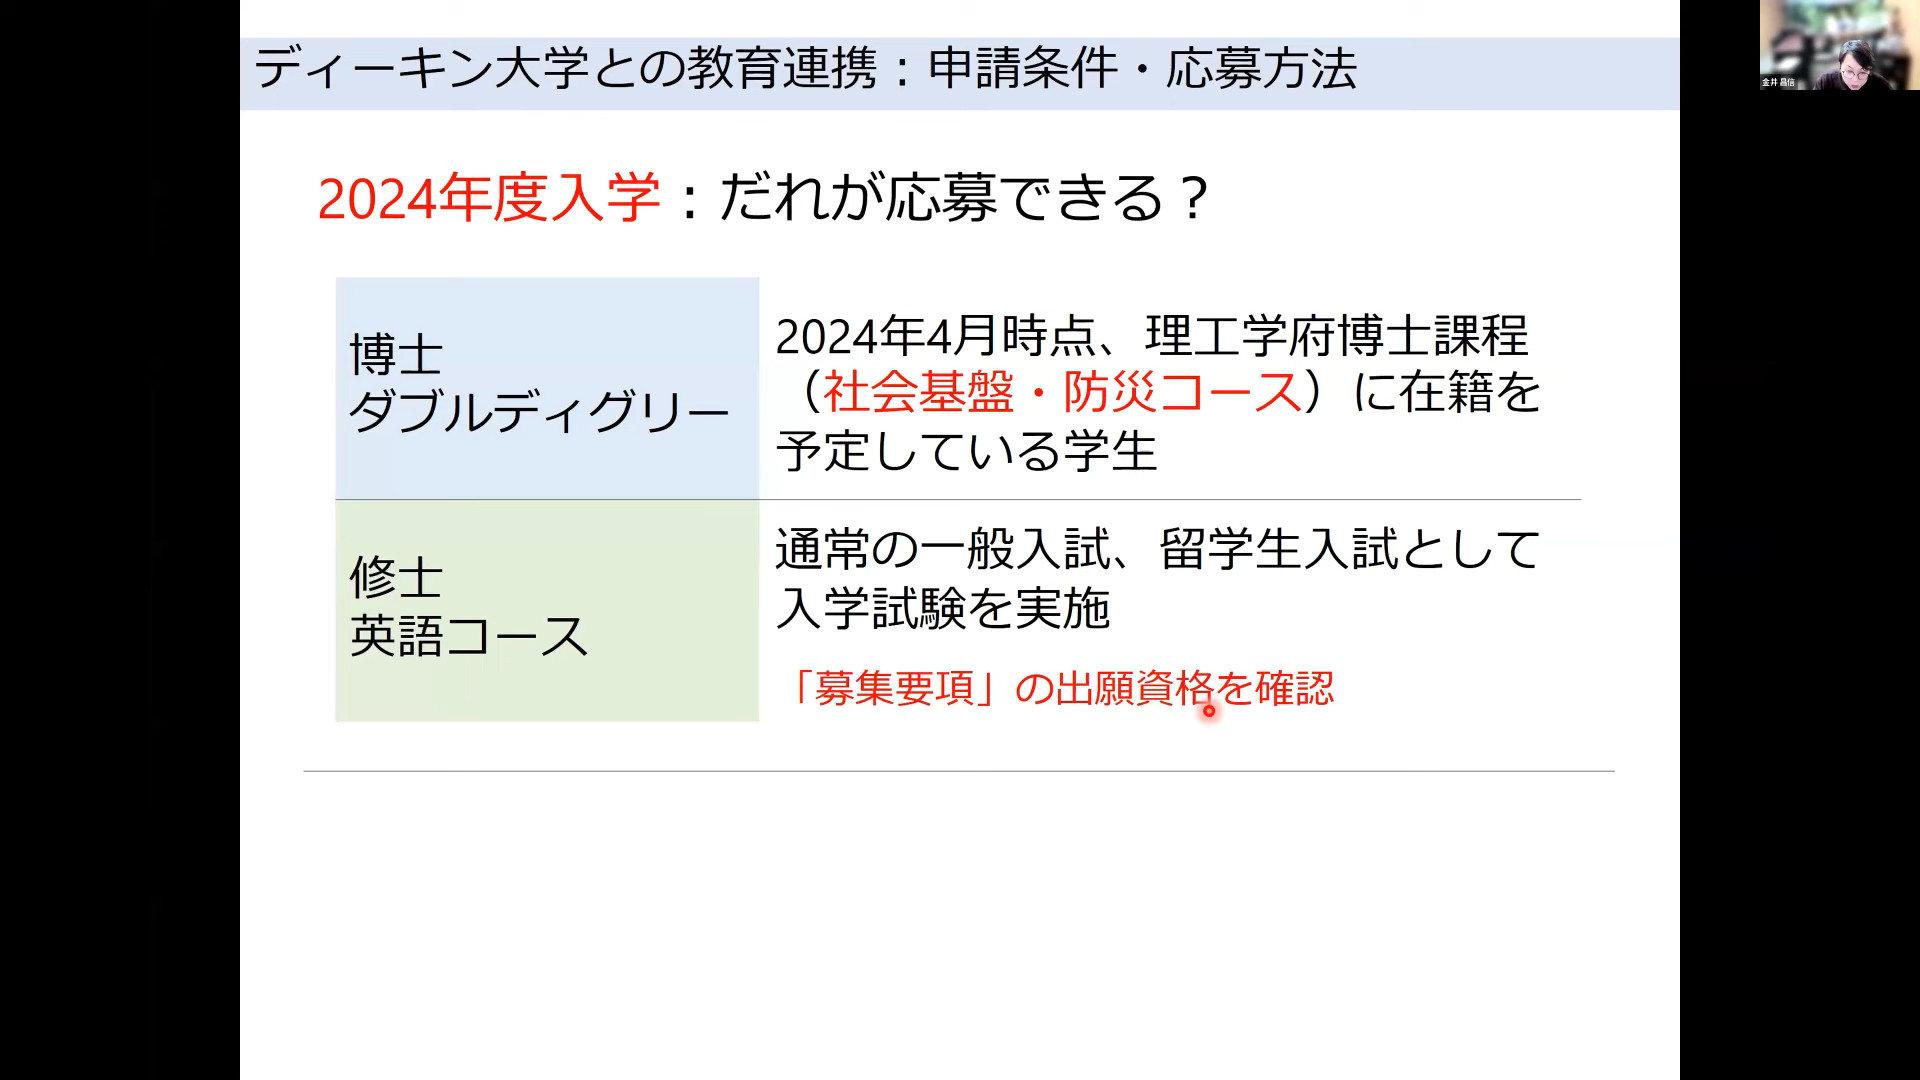 ディーキン大学との教育連携：申請条件・応募方法
金井 昌信
2024年度入学：だれが応募できる？
博士
ダブルディグリー
2024年4月時点、理工学府博士課程
（社会基盤・防災コース）に在籍を
予定している学生
修士
英語コース
通常の一般入試、留学生入試として
入学試験を実施
「募集要項」の出願資格を確認